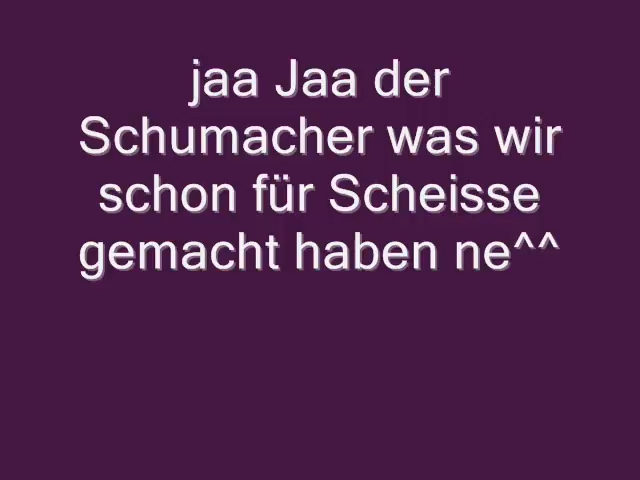 jaa Jaa der
Schumacher was wir
schon für Scheisse
gemacht haben ne^^